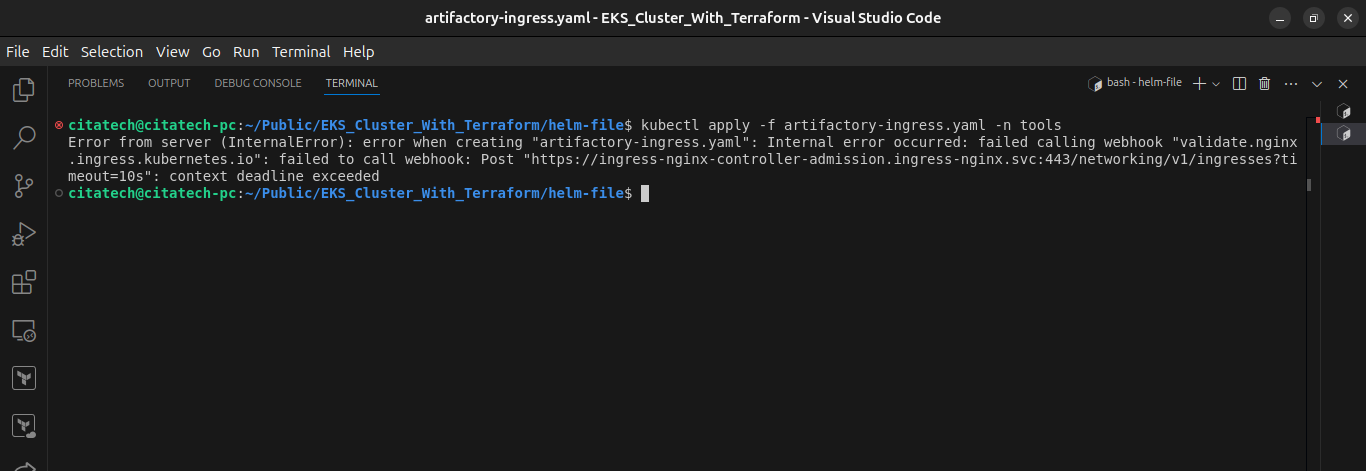 artifactory-ingress.yaml - EKS_Cluster_With_Terraform - Visual Studio Code
File Edit Selection View Go Run Terminal Help
PROBLEMS OUTPUT DEBUG CONSOLE TERMINAL bash - helm-file
citatech@citatech-pc:~/Public/EKS_Cluster_With_Terraform/helm-file$ kubectl apply -f artifactory-ingress.yaml -n tools
Error from server (InternalError): error when creating "artifactory-ingress.yaml": Internal error occurred: failed calling webhook "validate.nginx
.ingress.kubernetes.io": failed to call webhook: Post "https://ingress-nginx-controller-admission.ingress-nginx.svc:443/networking/v1/ingresses?ti
meout=10s": context deadline exceeded
citatech@citatech-pc:~/Public/EKS_Cluster_With_Terraform/helm-file$